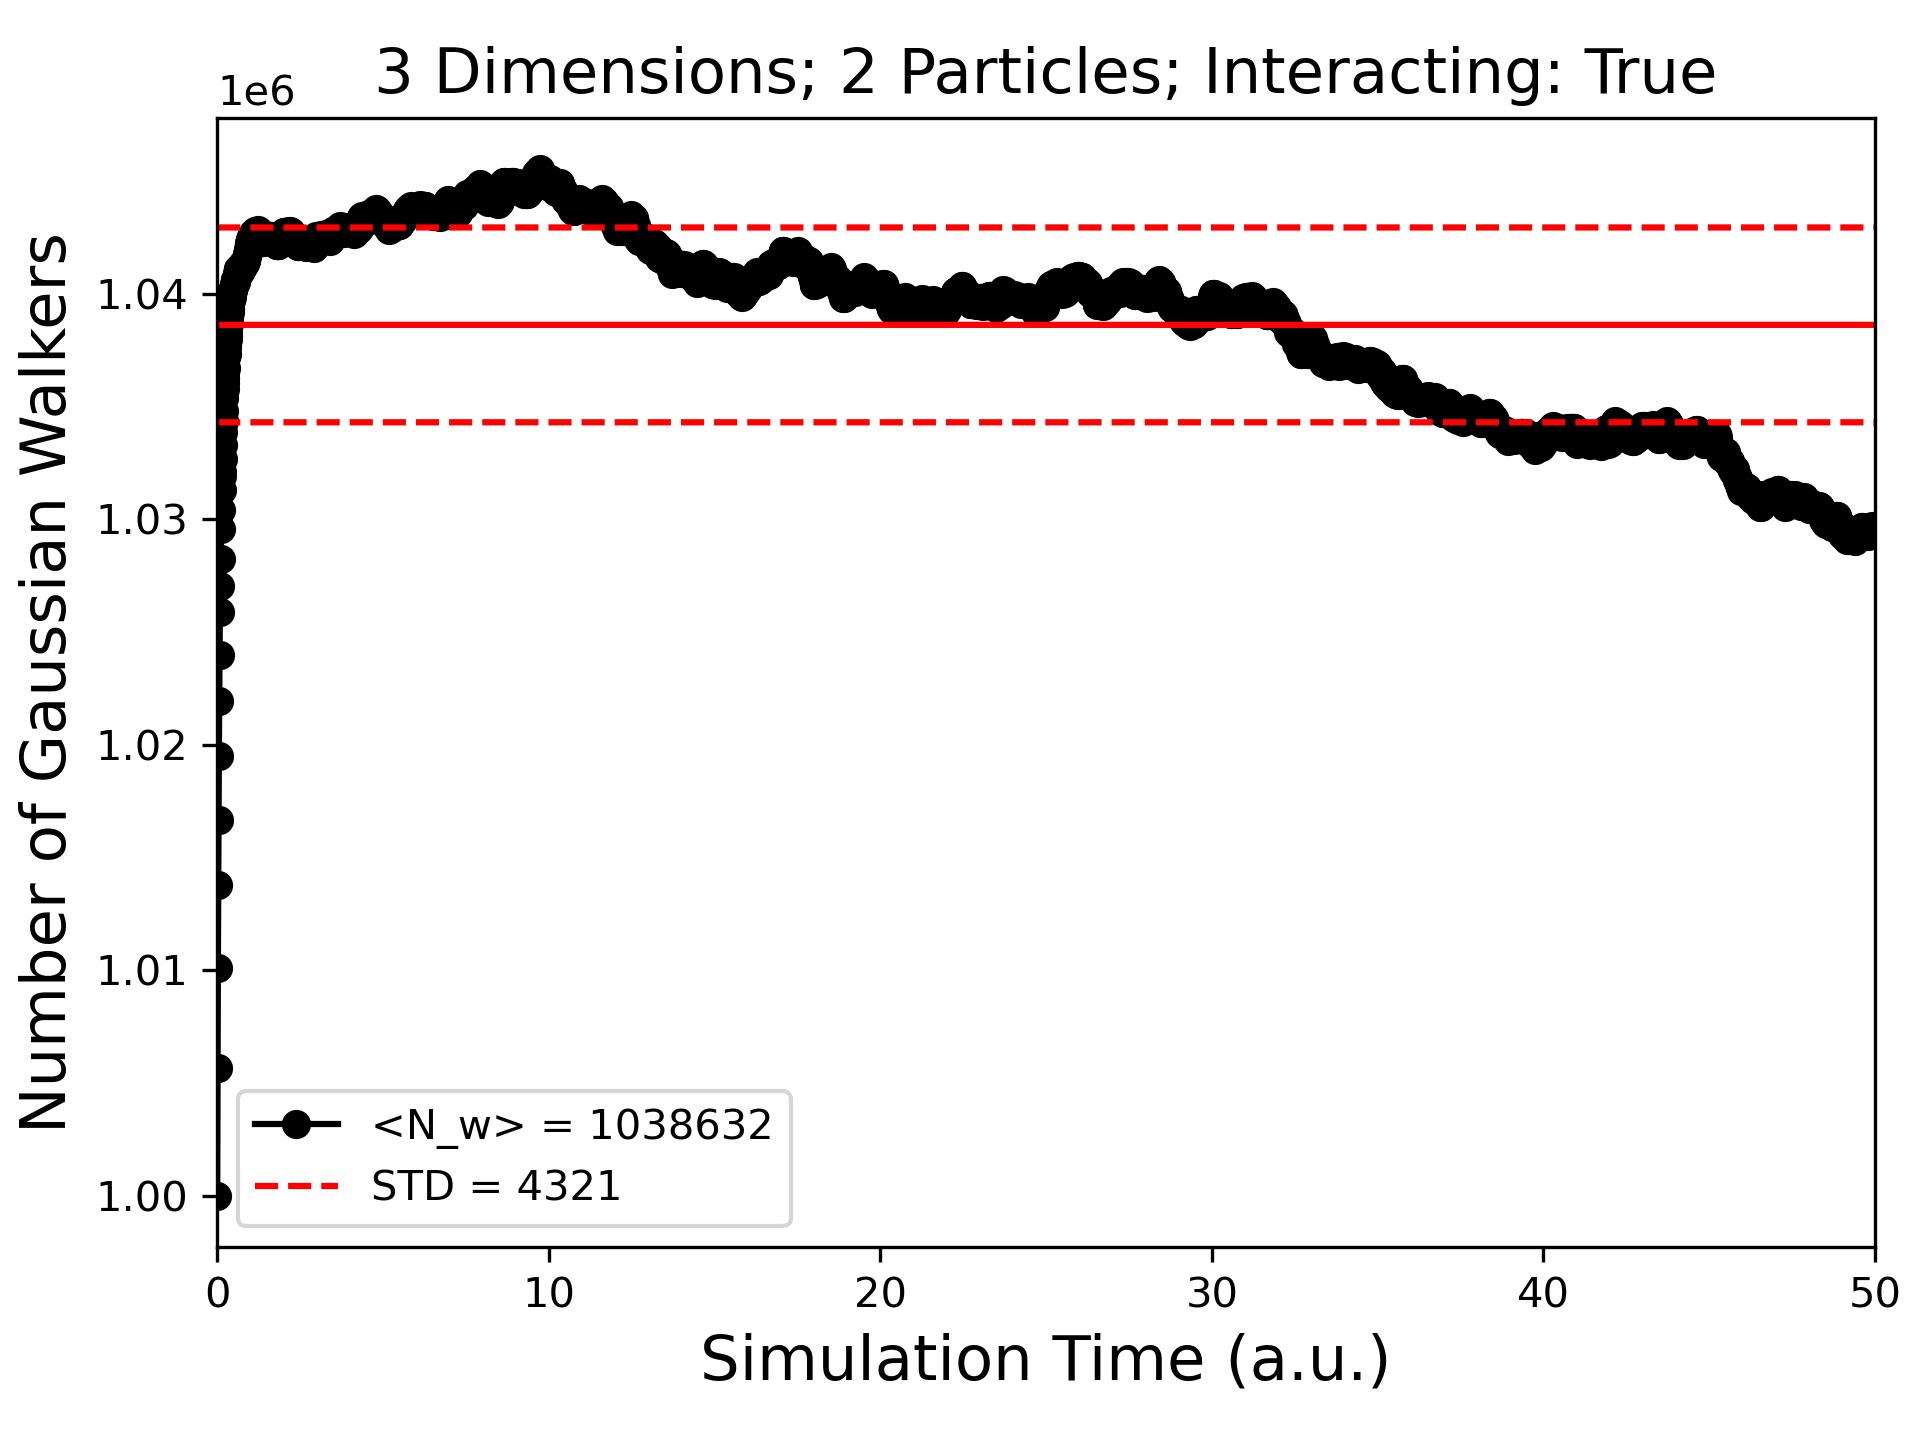 3 Dimensions; 2 Particles; Interacting: True
1e6
Number of Gaussian Walkers
1.04
1.03
1.02
1.01
1.00
<N_w> = 1038632
STD = 4321
0 10 20 30 40 50
Simulation Time (a.u.)